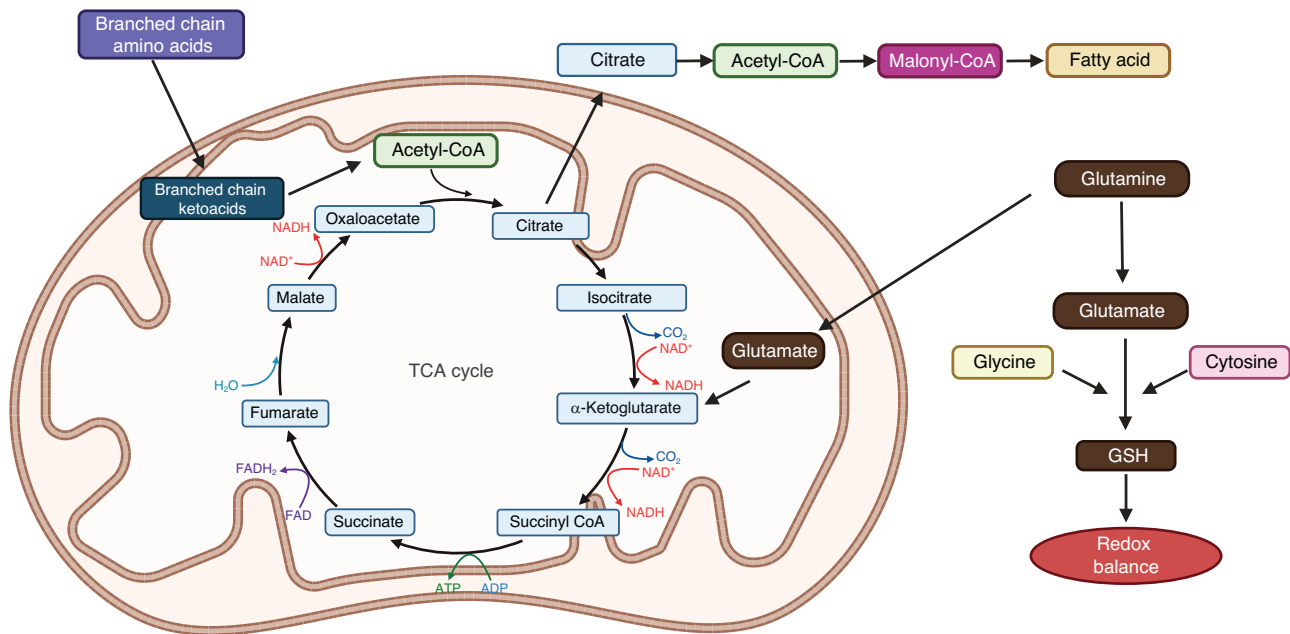 Branched chain
amino acids
Citrate
Acetyl-CoA
Malonyl-CoA
Fatty acid
Acetyl-CoA
Branched chain
ketoacids
Oxaloacetate
Citrate
NADH
NAD⁺
Malate
Isocitrate
CO₂
NAD⁺
NADH
Glutamate
TCA cycle
H₂O
Fumarate
α-Ketoglutarate
CO₂
NAD⁺
NADH
FADH₂
FAD
Succinate
Succinyl CoA
ATP
ADP
Glutamine
Glutamate
Glycine
Cytosine
GSH
Redox
balance